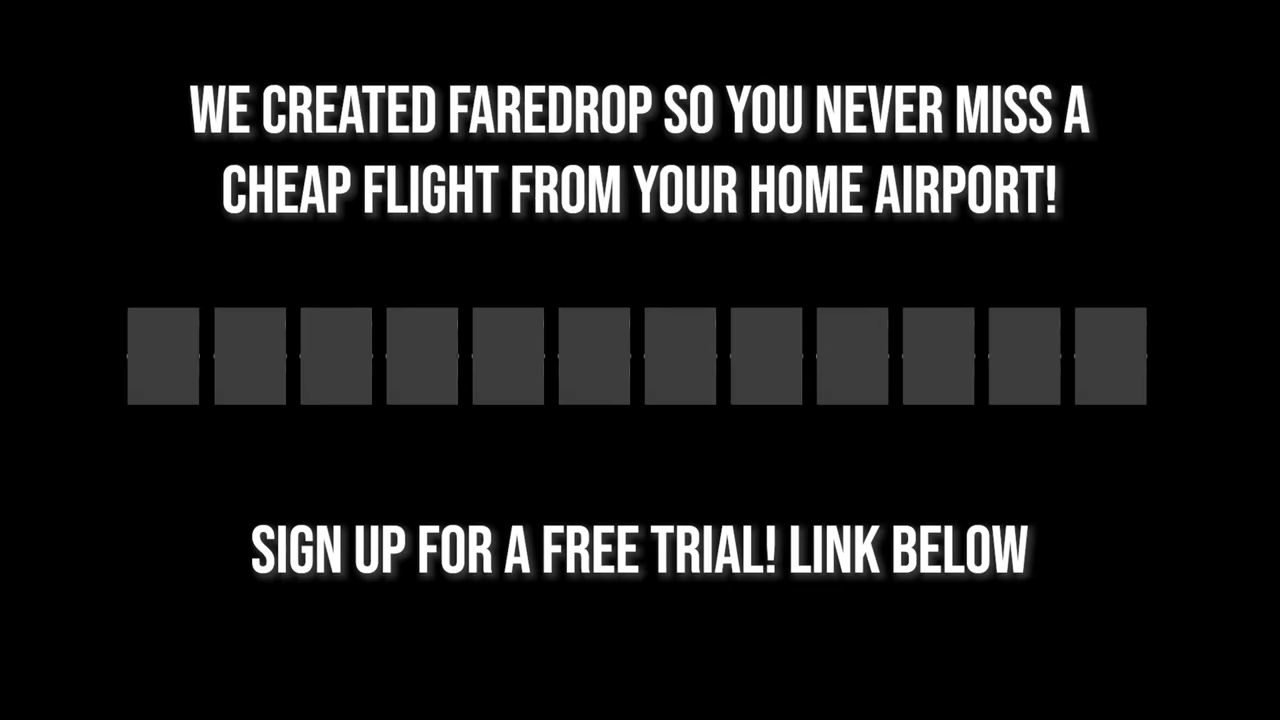 WE CREATED FAREDROP SO YOU NEVER MISS A
CHEAP FLIGHT FROM YOUR HOME AIRPORT!
SIGN UP FOR A FREE TRIAL! LINK BELOW